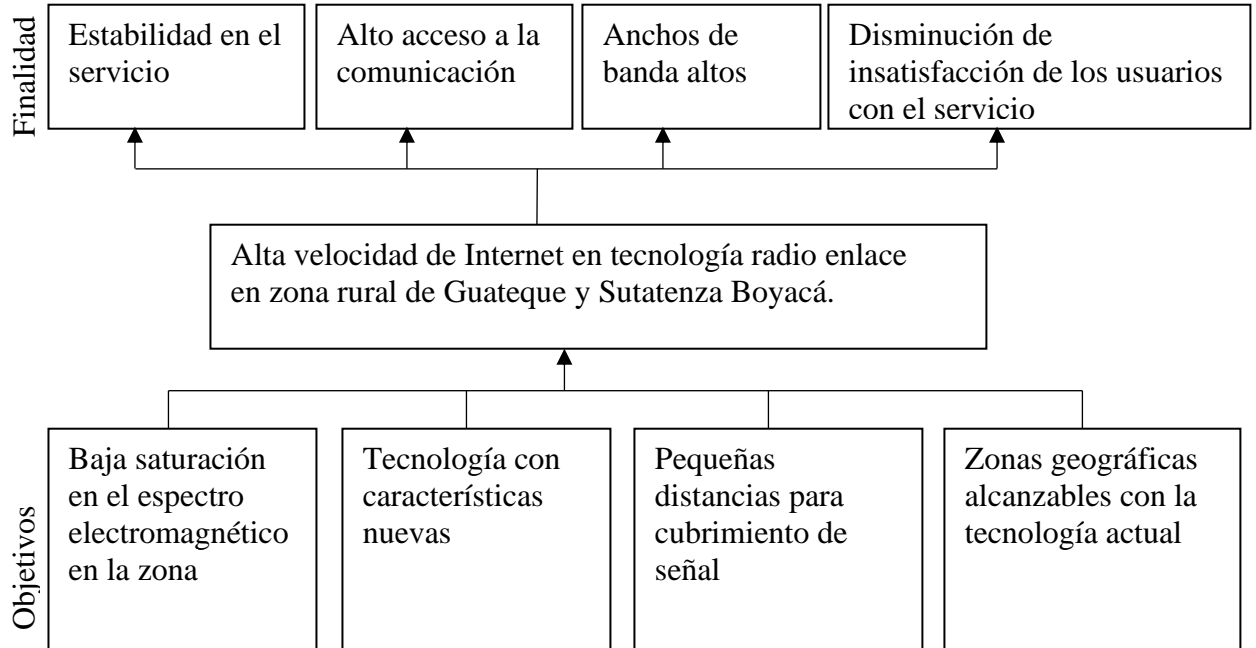 Finalidad
Estabilidad en el
servicio
Alto acceso a la
comunicación
Anchos de
banda altos
Disminución de
insatisfacción de los usuarios
con el servicio
Alta velocidad de Internet en tecnología radio enlace
en zona rural de Guateque y Sutatenza Boyacá.
Objetivos
Baja saturación
en el espectro
electromagnético
en la zona
Tecnología con
características
nuevas
Pequeñas
distancias para
cubrimiento de
señal
Zonas geográficas
alcanzables con la
tecnología actual